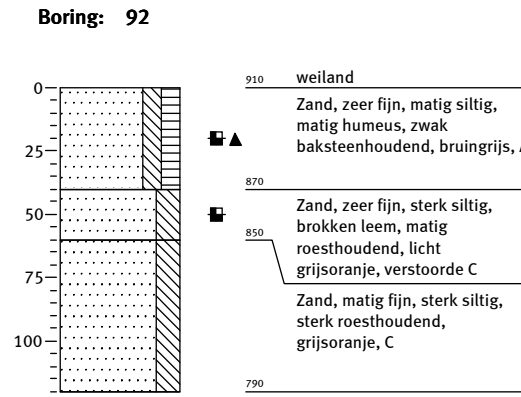 Boring: 92
0
25
50
75
100
910 weiland
Zand, zeer fijn, matig siltig,
matig humeus, zwak
baksteenhoudend, bruingrijs,
870
Zand, zeer fijn, sterk siltig,
brokken leem, matig
roesthoudend, licht
grijsoranje, verstoorde C
850
Zand, matig fijn, sterk siltig,
sterk roesthoudend,
grijsoranje, C
790